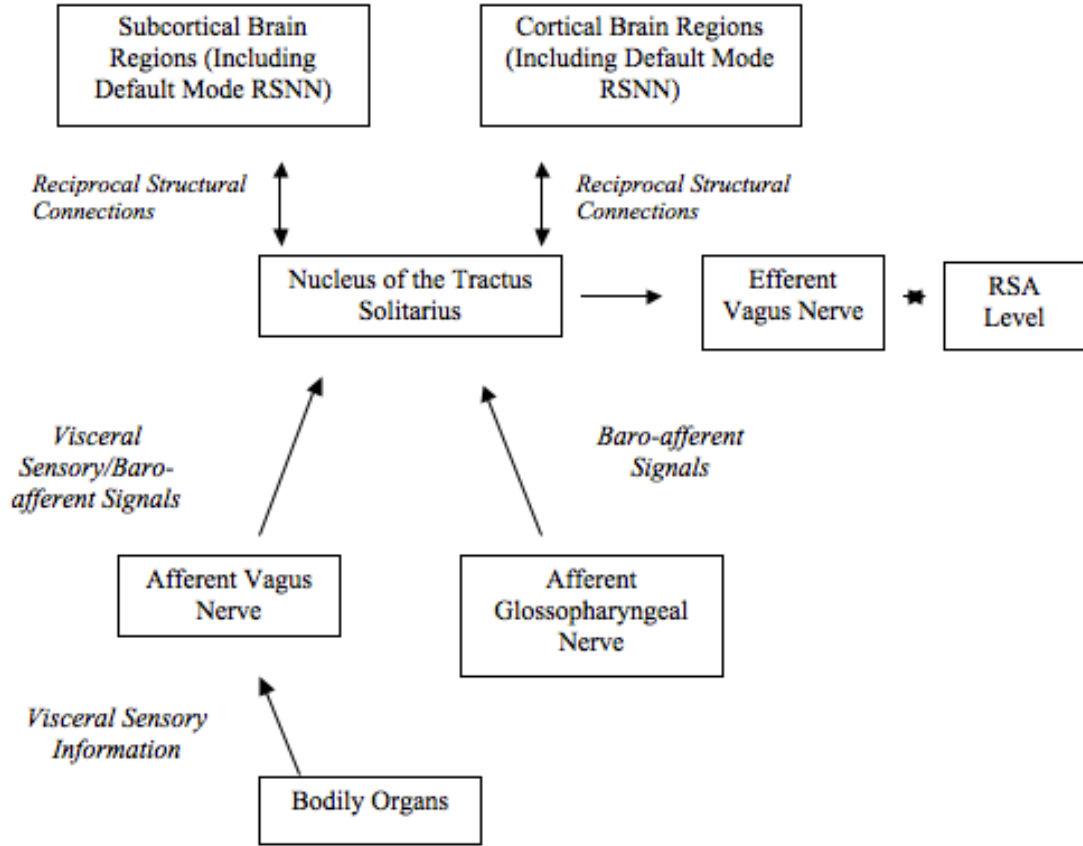 Subcortical Brain
Regions (Including
Default Mode RSNN)
Cortical Brain Regions
(Including Default Mode
RSNN)
Reciprocal Structural
Connections
Reciprocal Structural
Connections
Nucleus of the Tractus
Solitarius
Efferent
Vagus Nerve
RSA
Level
Visceral
Sensory/Baro-
afferent Signals
Baro-afferent
Signals
Afferent Vagus
Nerve
Afferent
Glossopharyngeal
Nerve
Visceral Sensory
Information
Bodily Organs